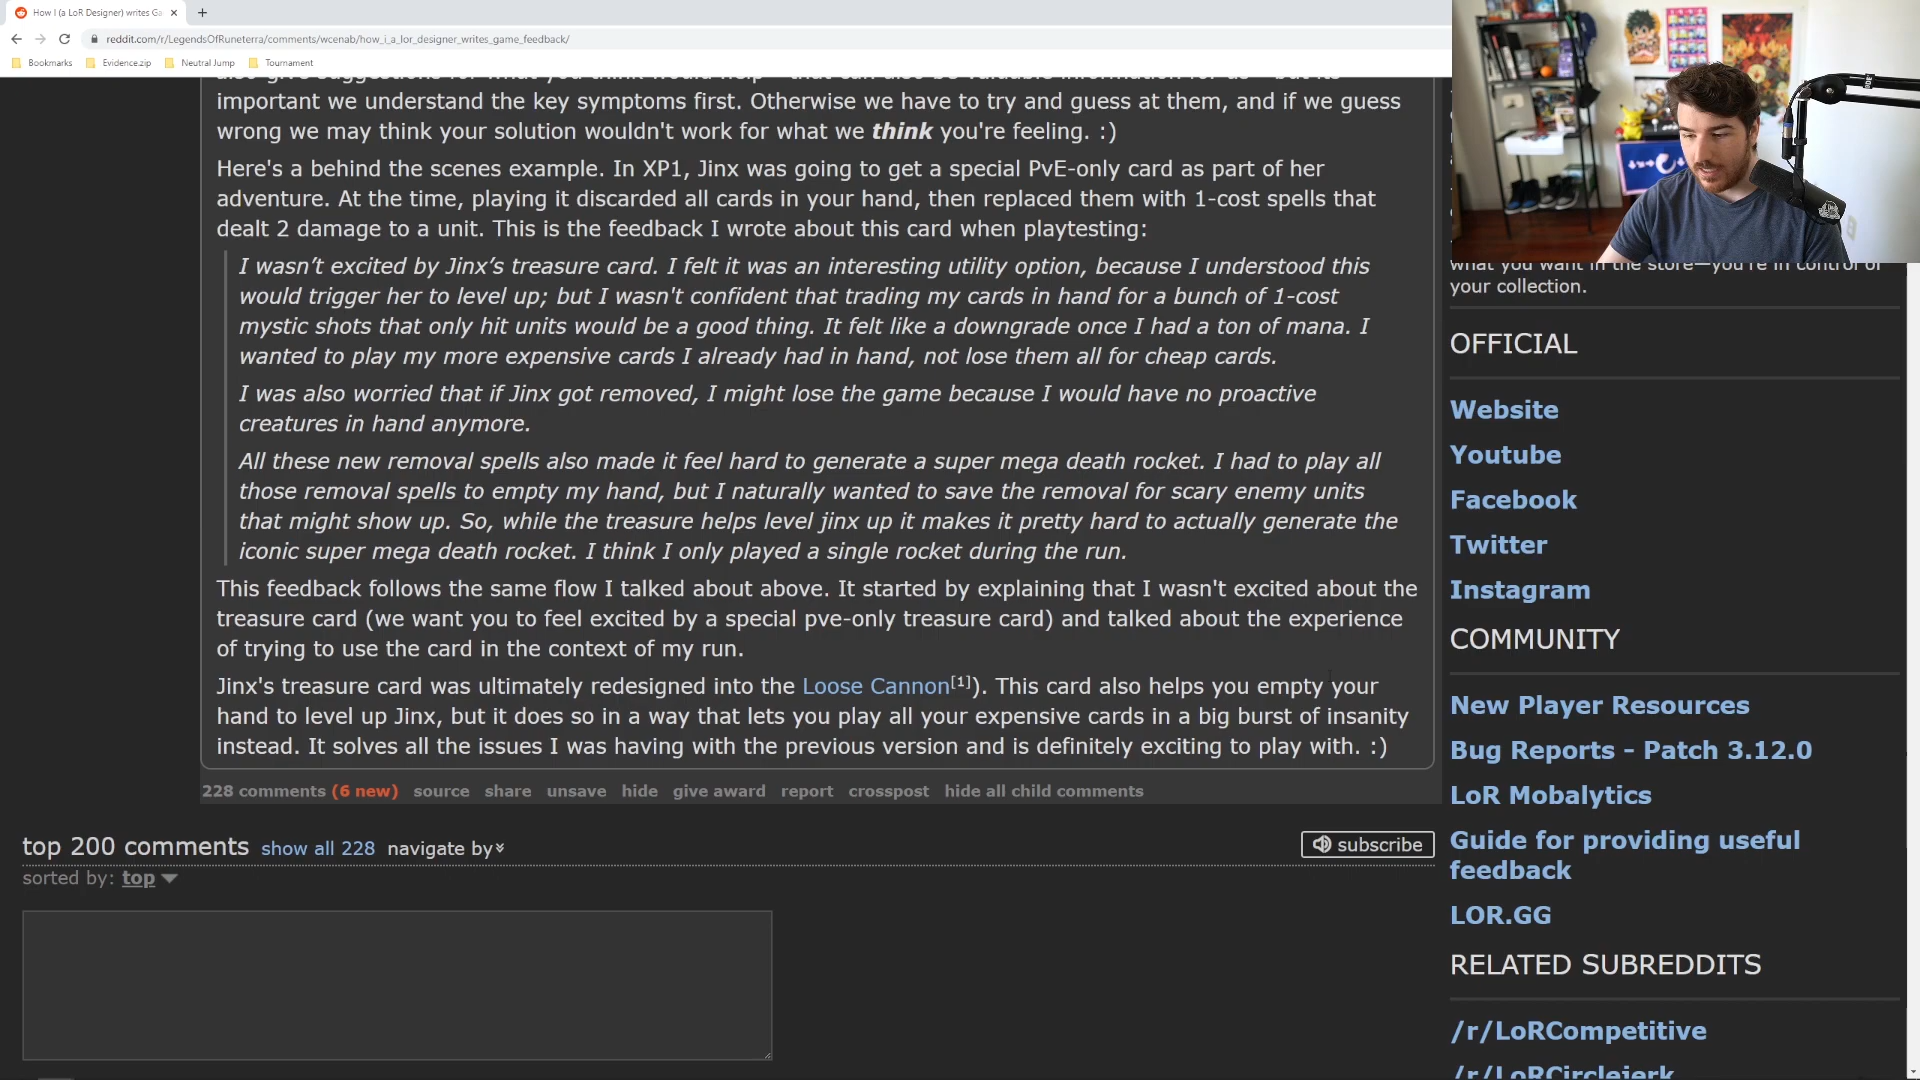 How I (a LoR Designer) writes Ga
reddit.com/r/LegendsOfRuneterra/comments/wcenab/how_i_a_lor_designer_writes_game_feedback/
Bookmarks
Evidence.zip
Neutral Jump
Tournament
important we understand the key symptoms first. Otherwise we have to try and guess at them, and if we guess
wrong we may think your solution wouldn't work for what we think you're feeling. :)
Here's a behind the scenes example. In XP1, Jinx was going to get a special PvE-only card as part of her
adventure. At the time, playing it discarded all cards in your hand, then replaced them with 1-cost spells that
dealt 2 damage to a unit. This is the feedback I wrote about this card when playtesting:
I wasn’t excited by Jinx’s treasure card. I felt it was an interesting utility option, because I understood this
would trigger her to level up; but I wasn't confident that trading my cards in hand for a bunch of 1-cost
mystic shots that only hit units would be a good thing. It felt like a downgrade once I had a ton of mana. I
wanted to play my more expensive cards I already had in hand, not lose them all for cheap cards.
I was also worried that if Jinx got removed, I might lose the game because I would have no proactive
creatures in hand anymore.
All these new removal spells also made it feel hard to generate a super mega death rocket. I had to play all
those removal spells to empty my hand, but I naturally wanted to save the removal for scary enemy units
that might show up. So, while the treasure helps level jinx up it makes it pretty hard to actually generate the
iconic super mega death rocket. I think I only played a single rocket during the run.
This feedback follows the same flow I talked about above. It started by explaining that I wasn't excited about the
treasure card (we want you to feel excited by a special pve-only treasure card) and talked about the experience
of trying to use the card in the context of my run.
Jinx's treasure card was ultimately redesigned into the Loose Cannon[1]). This card also helps you empty your
hand to level up Jinx, but it does so in a way that lets you play all your expensive cards in a big burst of insanity
instead. It solves all the issues I was having with the previous version and is definitely exciting to play with. :)
228 comments (6 new) source share unsave hide give award report crosspost hide all child comments
top 200 comments show all 228 navigate by
subscribe
sorted by: top
what you want in the store—you're in control of
your collection.
OFFICIAL
Website
Youtube
Facebook
Twitter
Instagram
COMMUNITY
New Player Resources
Bug Reports - Patch 3.12.0
LoR Mobalytics
Guide for providing useful
feedback
LOR.GG
RELATED SUBREDDITS
/r/LoRCompetitive
/r/LoRCirclejerk